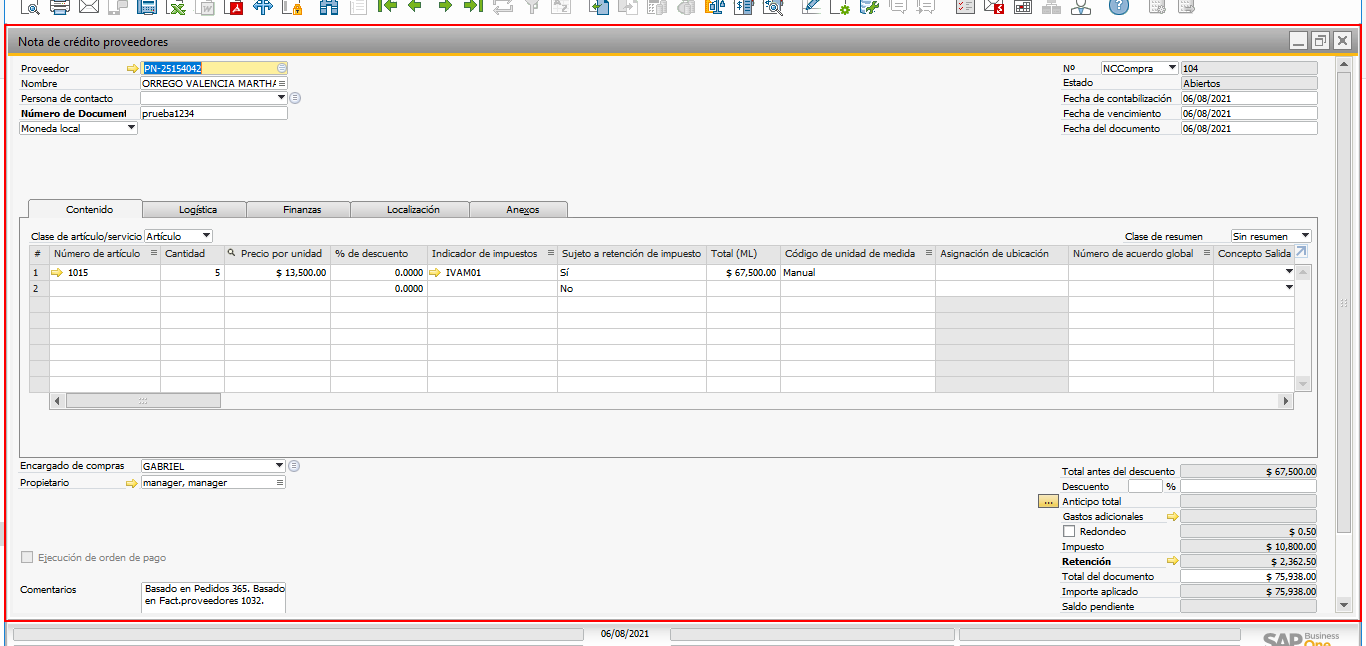 Nota de crédito proveedores
Proveedor PN-25154042
Nombre ORREGO VALENCIA MARTHA
Persona de contacto
Número de Document prueba1234
Moneda local
Nº NCCompra 104
Estado Abiertos
Fecha de contabilización 06/08/2021
Fecha de vencimiento 06/08/2021
Fecha del documento 06/08/2021
Contenido Logística Finanzas Localización Anexos
Clase de artículo/servicio Artículo Clase de resumen Sin resumen
# Número de artículo Cantidad Precio por unidad % de descuento Indicador de impuestos Sujeto a retención de impuesto Total (ML) Código de unidad de medida Asignación de ubicación Número de acuerdo global Concepto Salida
1 1015 5 $ 13,500.00 0.0000 IVAM01 Sí $ 67,500.00 Manual
2 0.0000 No
Encargado de compras GABRIEL
Propietario manager, manager
Ejecución de orden de pago
Comentarios Basado en Pedidos 365. Basado
en Fact.proveedores 1032.
Total antes del descuento $ 67,500.00
Descuento %
... Anticipo total
Gastos adicionales
Redondeo $ 0.50
Impuesto $ 10,800.00
Retención $ 2,362.50
Total del documento $ 75,938.00
Importe aplicado $ 75,938.00
Saldo pendiente
06/08/2021
SAP Business
One